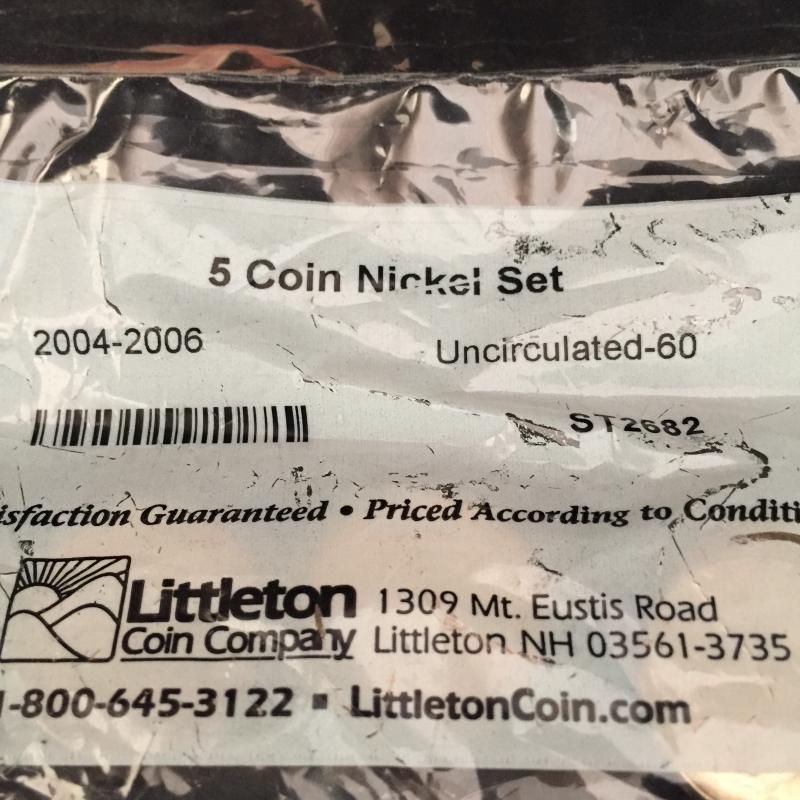 5 Coin Nickel Set
2004-2006 Uncirculated-60
ST2682
isfaction Guaranteed • Priced According to Conditi
Littleton 1309 Mt. Eustis Road
Coin Company Littleton NH 03561-3735
1-800-645-3122 ▪ LittletonCoin.com